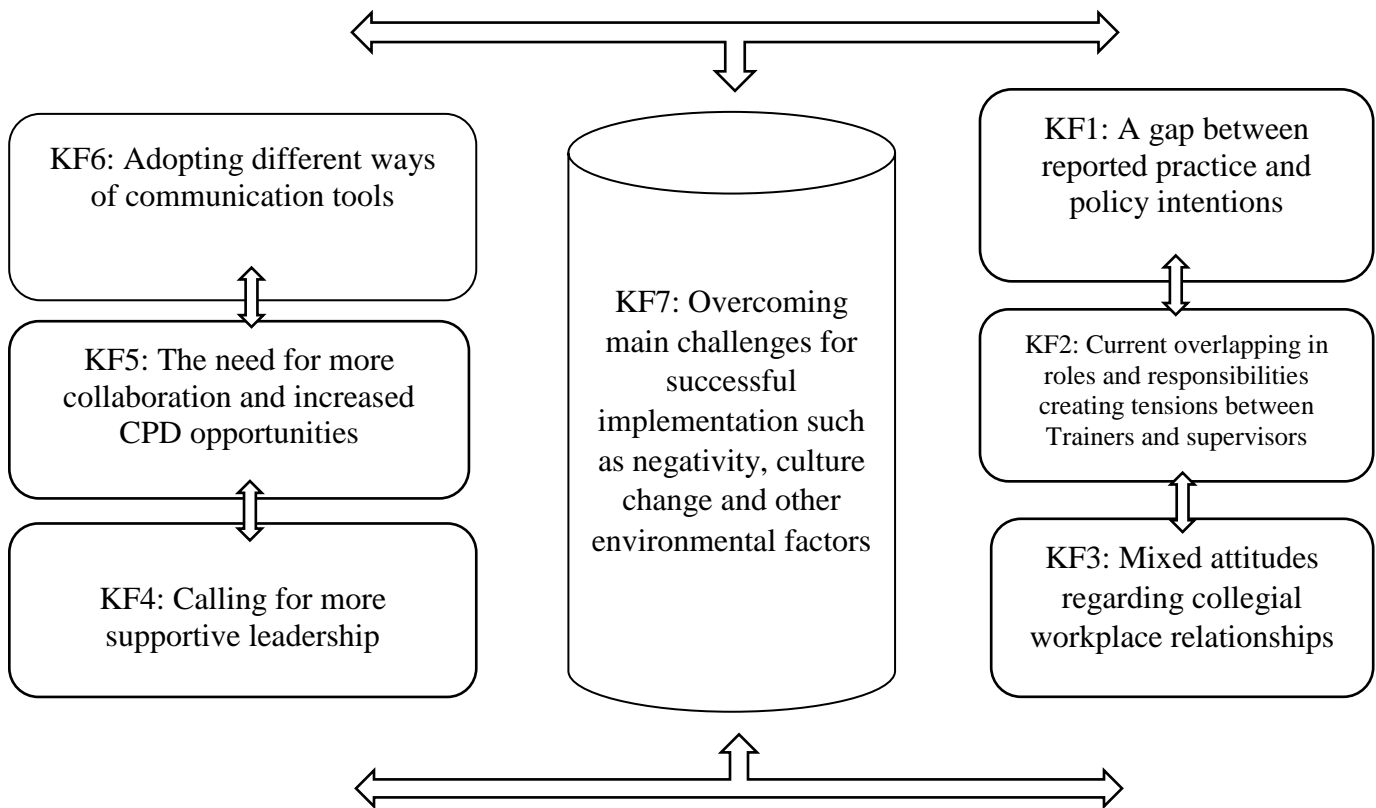 KF6: Adopting different ways
of communication tools
KF5: The need for more
collaboration and increased
CPD opportunities
KF4: Calling for more
supportive leadership
KF7: Overcoming
main challenges for
successful
implementation such
as negativity, culture
change and other
environmental factors
KF1: A gap between
reported practice and
policy intentions
KF2: Current overlapping in
roles and responsibilities
creating tensions between
Trainers and supervisors
KF3: Mixed attitudes
regarding collegial
workplace relationships